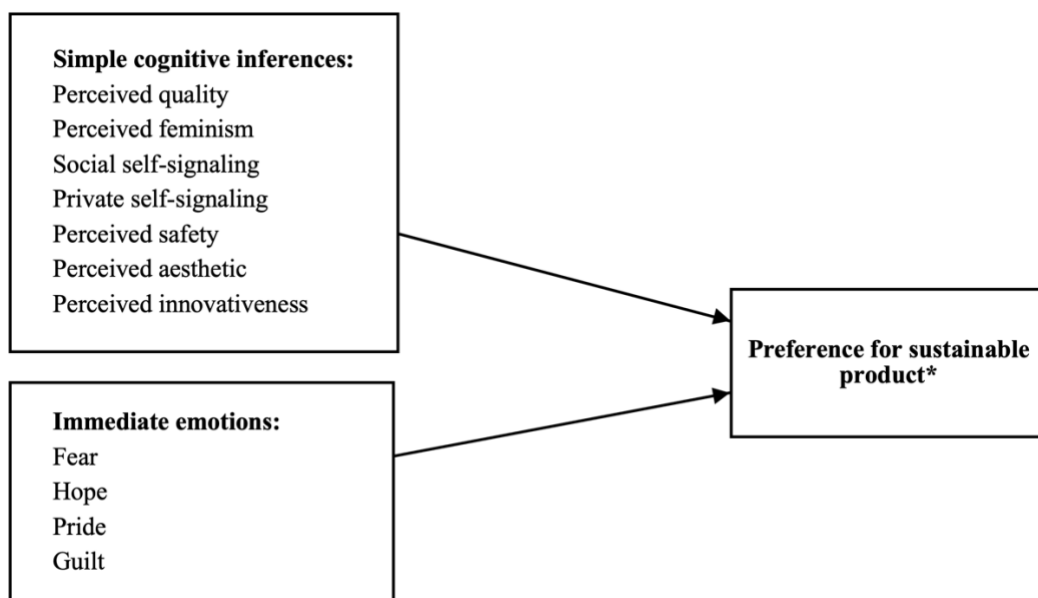 Simple cognitive inferences:
Perceived quality
Perceived feminism
Social self-signaling
Private self-signaling
Perceived safety
Perceived aesthetic
Perceived innovativeness
Immediate emotions:
Fear
Hope
Pride
Guilt
Preference for sustainable
product*